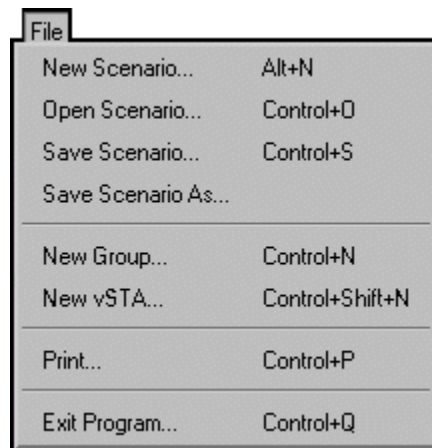 File
New Scenario... Alt+N
Open Scenario... Control+O
Save Scenario... Control+S
Save Scenario As...
New Group... Control+N
New vSTA... Control+Shift+N
Print... Control+P
Exit Program... Control+Q